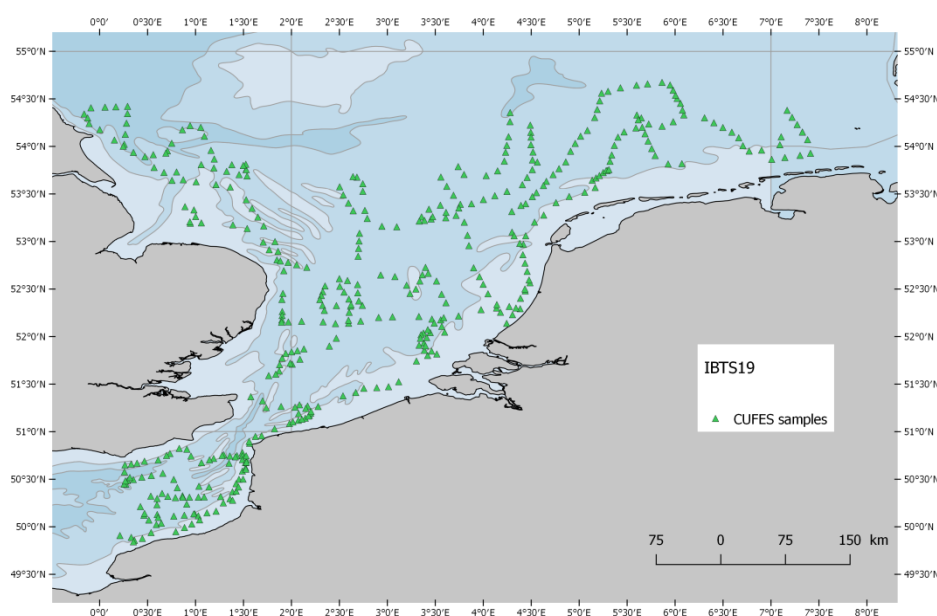 0°0' 0°30'E 1°0'E 1°30'E 2°0'E 2°30'E 3°0'E 3°30'E 4°0'E 4°30'E 5°0'E 5°30'E 6°0'E 6°30'E 7°0'E 7°30'E 8°0'E
55°0'N 55°0'N
54°30'N 54°30'N
54°0'N 54°0'N
53°30'N 53°30'N
53°0'N 53°0'N
52°30'N 52°30'N
52°0'N 52°0'N
51°30'N 51°30'N
IBTS19
CUFES samples
51°0'N 51°0'N
50°30'N 50°30'N
50°0'N 50°0'N
75 0 75 150 km
49°30'N 49°30'N
0°0' 0°30'E 1°0'E 1°30'E 2°0'E 2°30'E 3°0'E 3°30'E 4°0'E 4°30'E 5°0'E 5°30'E 6°0'E 6°30'E 7°0'E 7°30'E 8°0'E